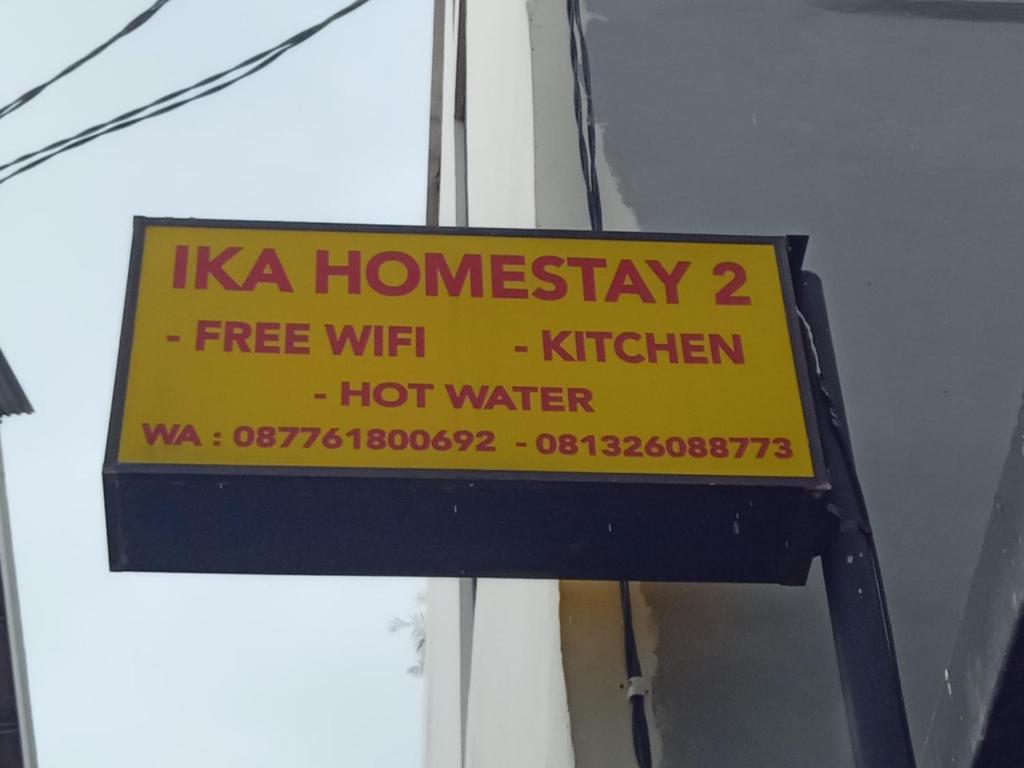 IKA HOMESTAY 2
- FREE WIFI - KITCHEN
- HOT WATER
WA : 087761800692 - 081326088773